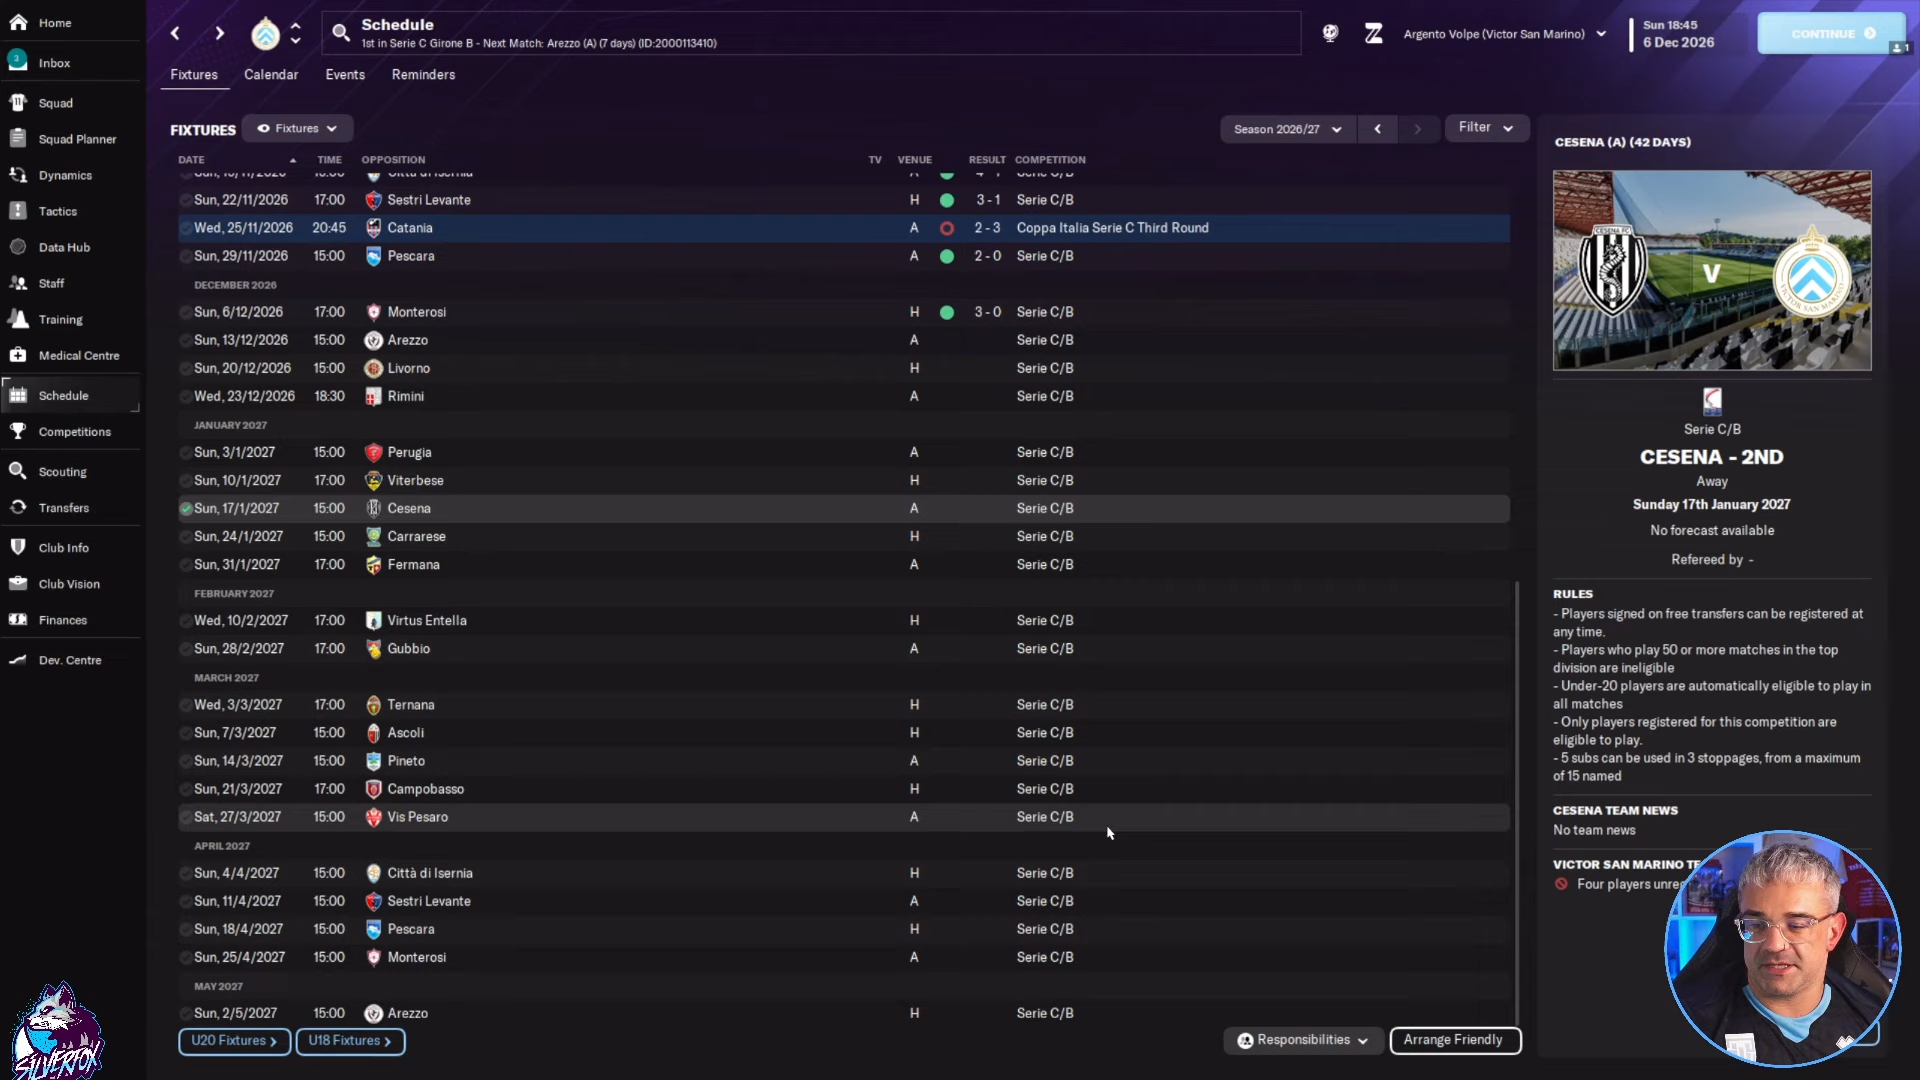 Home
Schedule
1st in Serie C Girone B - Next Match: Arezzo (A) (7 days) (ID:2000113410)
Argento Volpe (Victor San Marino)
Sun 18:45
6 Dec 2026
CONTINUE
1
3
Inbox
Squad
Squad Planner
Dynamics
Tactics
Data Hub
Staff
Training
Medical Centre
Schedule
Competitions
Scouting
Transfers
Club Info
Club Vision
Finances
Dev. Centre
Fixtures Calendar Events Reminders
FIXTURES Fixtures Season 2026/27 Filter
DATE TIME OPPOSITION TV VENUE RESULT COMPETITION
Sun, 22/11/2026 17:00 Sestri Levante H 3 - 1 Serie C/B
Wed, 25/11/2026 20:45 Catania A 2 - 3 Coppa Italia Serie C Third Round
Sun, 29/11/2026 15:00 Pescara A 2 - 0 Serie C/B
DECEMBER 2026
Sun, 6/12/2026 17:00 Monterosi H 3 - 0 Serie C/B
Sun, 13/12/2026 15:00 Arezzo A Serie C/B
Sun, 20/12/2026 15:00 Livorno H Serie C/B
Wed, 23/12/2026 18:30 Rimini A Serie C/B
JANUARY 2027
Sun, 3/1/2027 15:00 Perugia A Serie C/B
Sun, 10/1/2027 17:00 Viterbese H Serie C/B
Sun, 17/1/2027 15:00 Cesena A Serie C/B
Sun, 24/1/2027 15:00 Carrarese H Serie C/B
Sun, 31/1/2027 17:00 Fermana A Serie C/B
FEBRUARY 2027
Wed, 10/2/2027 17:00 Virtus Entella H Serie C/B
Sun, 28/2/2027 17:00 Gubbio A Serie C/B
MARCH 2027
Wed, 3/3/2027 17:00 Ternana H Serie C/B
Sun, 7/3/2027 15:00 Ascoli H Serie C/B
Sun, 14/3/2027 15:00 Pineto A Serie C/B
Sun, 21/3/2027 17:00 Campobasso H Serie C/B
Sat, 27/3/2027 15:00 Vis Pesaro A Serie C/B
APRIL 2027
Sun, 4/4/2027 15:00 Città di Isernia H Serie C/B
Sun, 11/4/2027 15:00 Sestri Levante A Serie C/B
Sun, 18/4/2027 15:00 Pescara H Serie C/B
Sun, 25/4/2027 15:00 Monterosi A Serie C/B
MAY 2027
Sun, 2/5/2027 15:00 Arezzo H Serie C/B
U20 Fixtures U18 Fixtures Responsibilities Arrange Friendly
CESENA (A) (42 DAYS)
V
Serie C/B
CESENA - 2ND
Away
Sunday 17th January 2027
No forecast available
Refereed by -
RULES
- Players signed on free transfers can be registered at
any time.
- Players who play 50 or more matches in the top
division are ineligible
- Under-20 players are automatically eligible to play in
all matches
- Only players registered for this competition are
eligible to play.
- 5 subs can be used in 3 stoppages, from a maximum
of 15 named
CESENA TEAM NEWS
No team news
VICTOR SAN MARINO
Four players
SILVERFOX